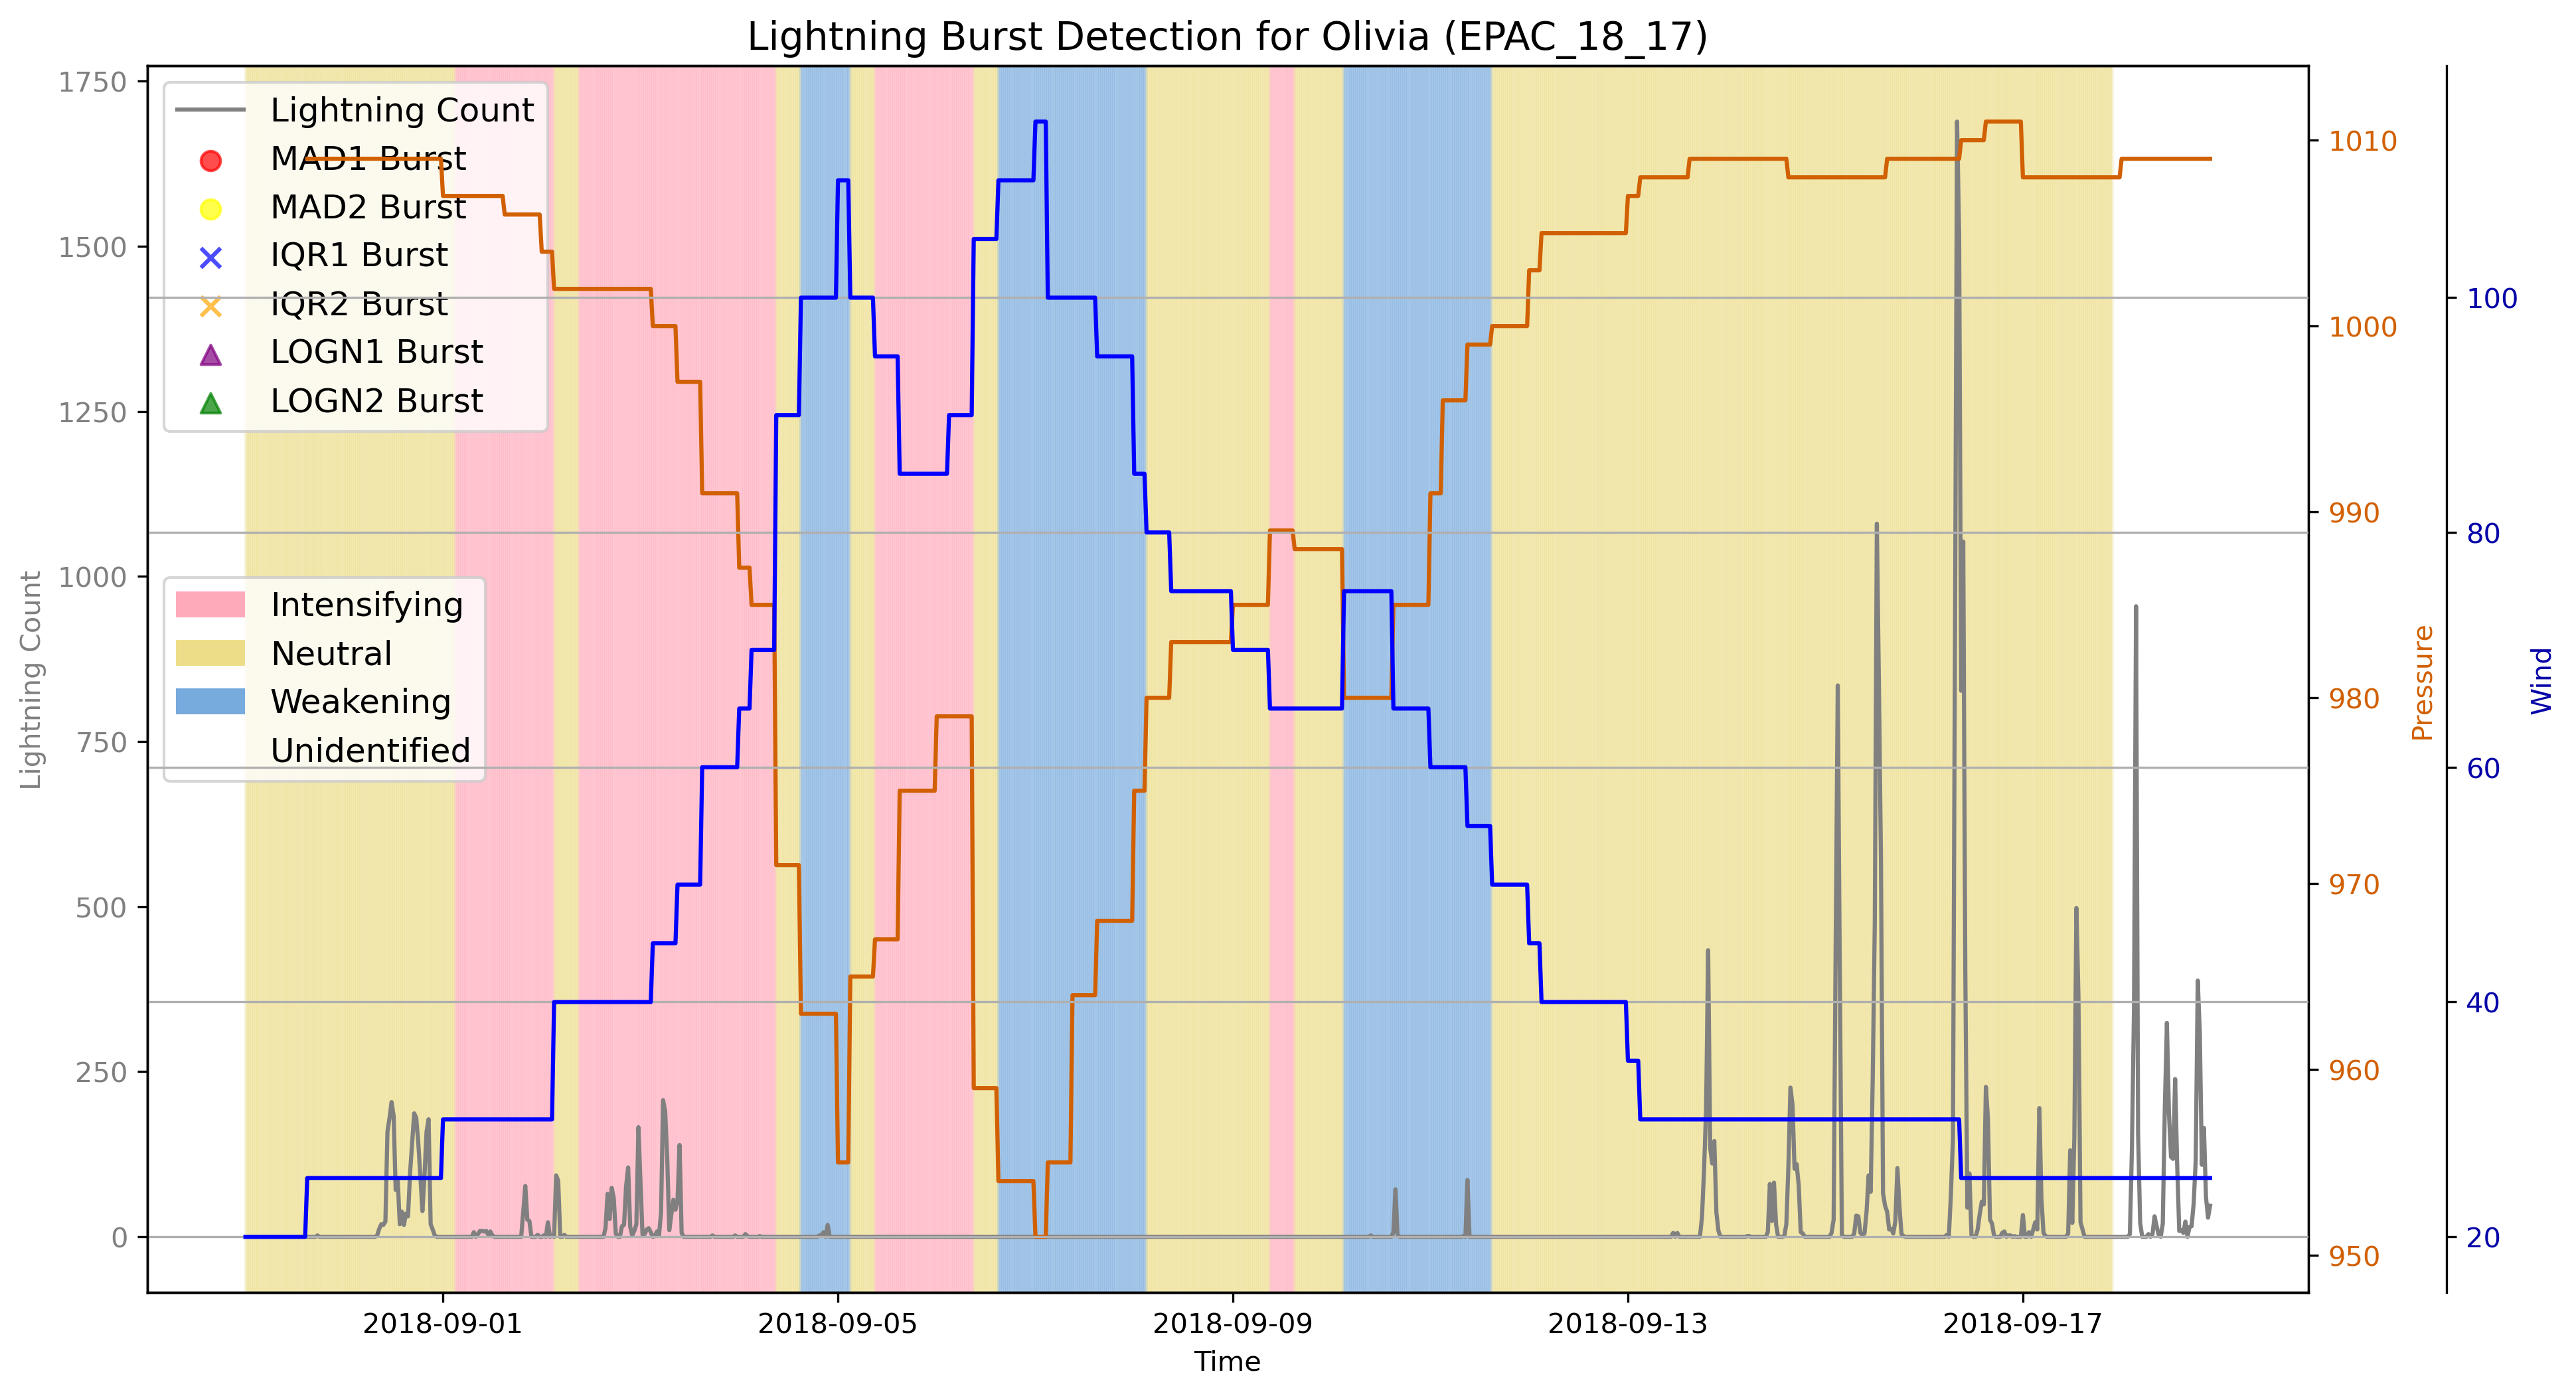 Lightning Burst Detection for Olivia (EPAC_18_17)
Lightning Count
1750
1500
1250
1000
750
500
250
0
Lightning Count
MAD1 Burst
MAD2 Burst
IQR1 Burst
IQR2 Burst
LOGN1 Burst
LOGN2 Burst
Intensifying
Neutral
Weakening
Unidentified
1010
1000
990
980
970
960
950
Pressure
100
80
60
40
20
Wind
2018-09-01
2018-09-05
2018-09-09
2018-09-13
2018-09-17
Time